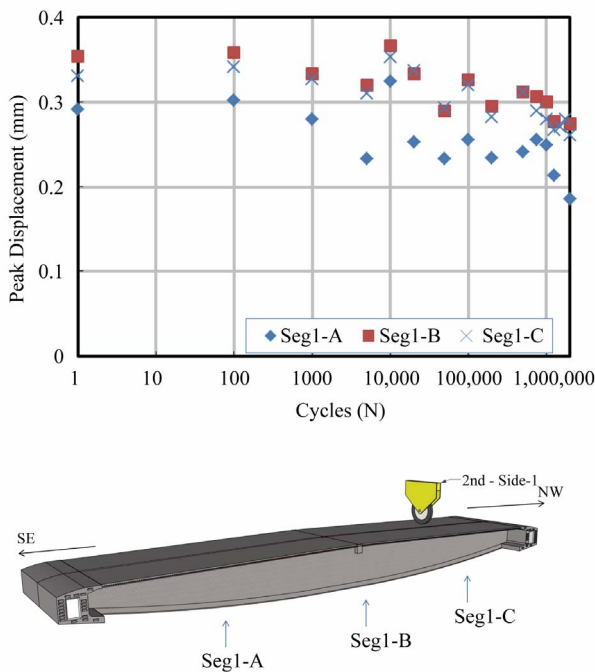 0.4
0.3
0.2
0.1
0
Peak Displacement (mm)
Seg1-A Seg1-B Seg1-C
1 10 100 1000 10,000 100,000 1,000,000
Cycles (N)
2nd - Side-1
NW
SE
Seg1-C
Seg1-B
Seg1-A